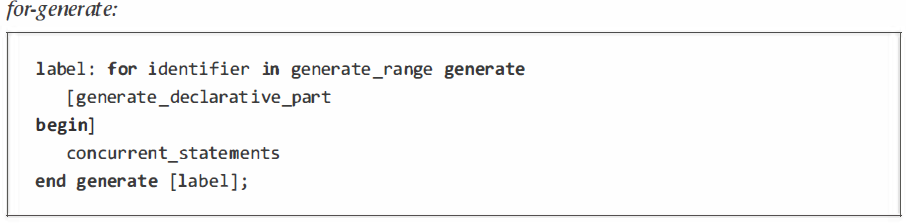 for-generate:
label: for identifier in generate_range generate
[generate_declarative_part
begin]
concurrent_statements
end generate [label];